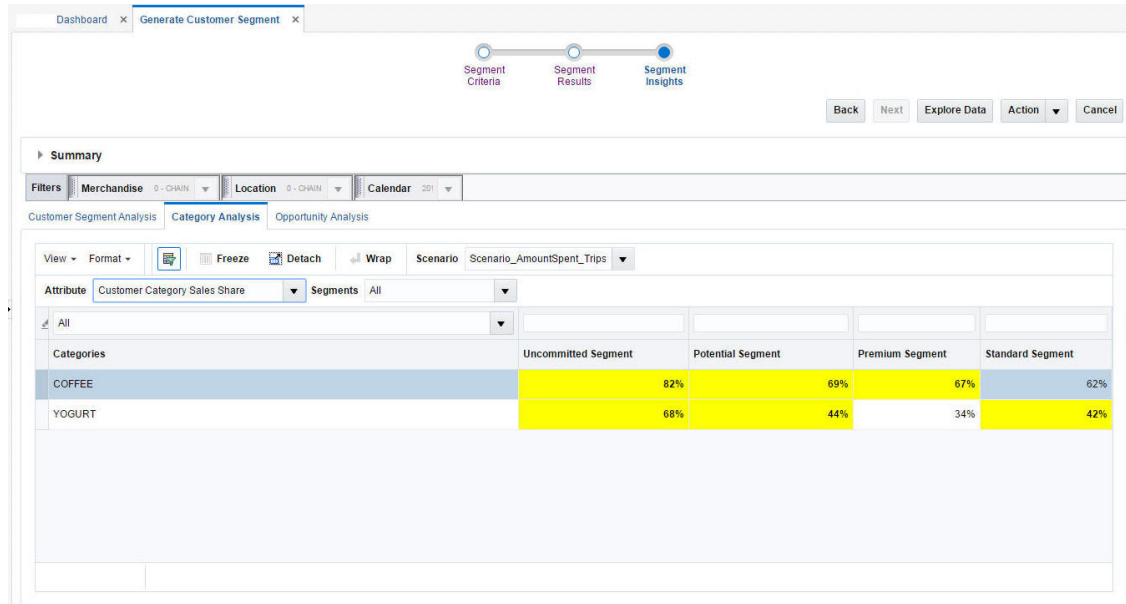 Dashboard × Generate Customer Segment ×
Segment Criteria
Segment Results
Segment Insights
Back Next Explore Data Action Cancel
Summary
Filters Merchandise 0 - CHAIN Location 0 - CHAIN Calendar 201
Customer Segment Analysis Category Analysis Opportunity Analysis
View Format Freeze Detach Wrap Scenario Scenario_AmountSpent_Trips
Attribute Customer Category Sales Share Segments All
All
Categories Uncommitted Segment Potential Segment Premium Segment Standard Segment
COFFEE 82% 69% 67% 62%
YOGURT 68% 44% 34% 42%